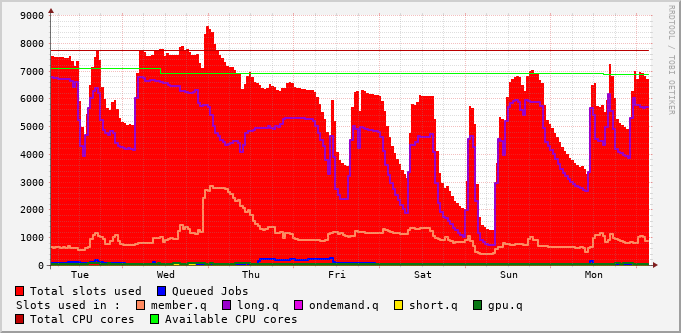 9000
8000
7000
6000
5000
4000
3000
2000
1000
0
Tue Wed Thu Fri Sat Sun Mon
RRDTOOL / TOBI OETIKER
Total slots used Queued Jobs
Slots used in : member.q long.q ondemand.q short.q gpu.q
Total CPU cores Available CPU cores